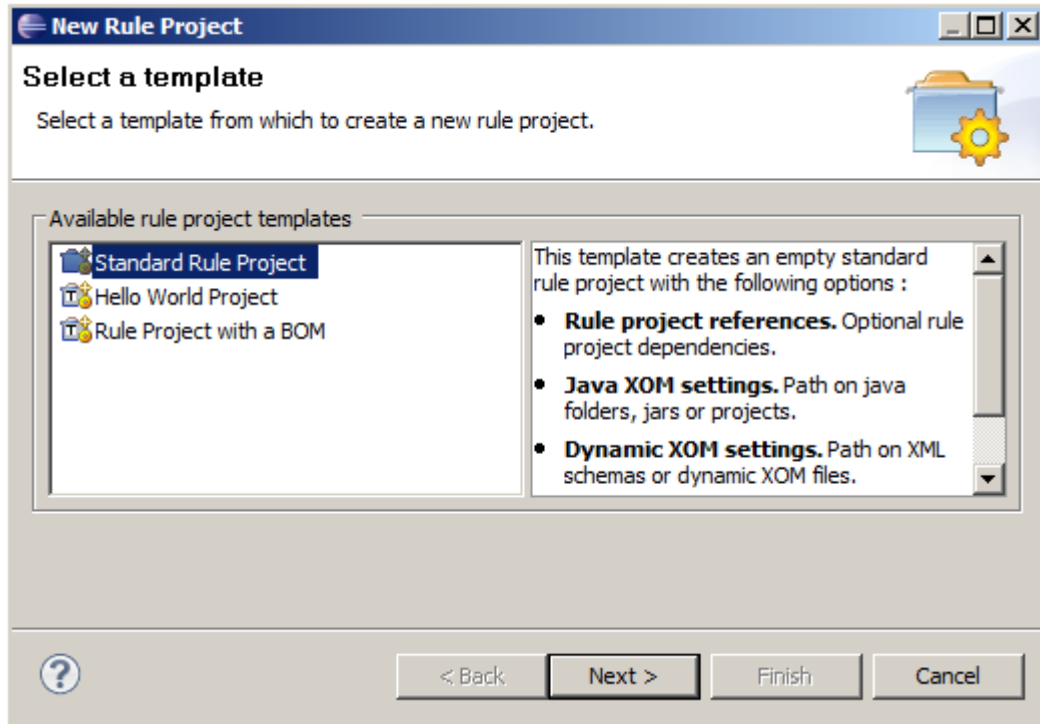 New Rule Project
Select a template
Select a template from which to create a new rule project.
Available rule project templates
Standard Rule Project
Hello World Project
Rule Project with a BOM
This template creates an empty standard
rule project with the following options :
• Rule project references. Optional rule
project dependencies.
• Java XOM settings. Path on java
folders, jars or projects.
• Dynamic XOM settings. Path on XML
schemas or dynamic XOM files.
?
< Back
Next >
Finish
Cancel